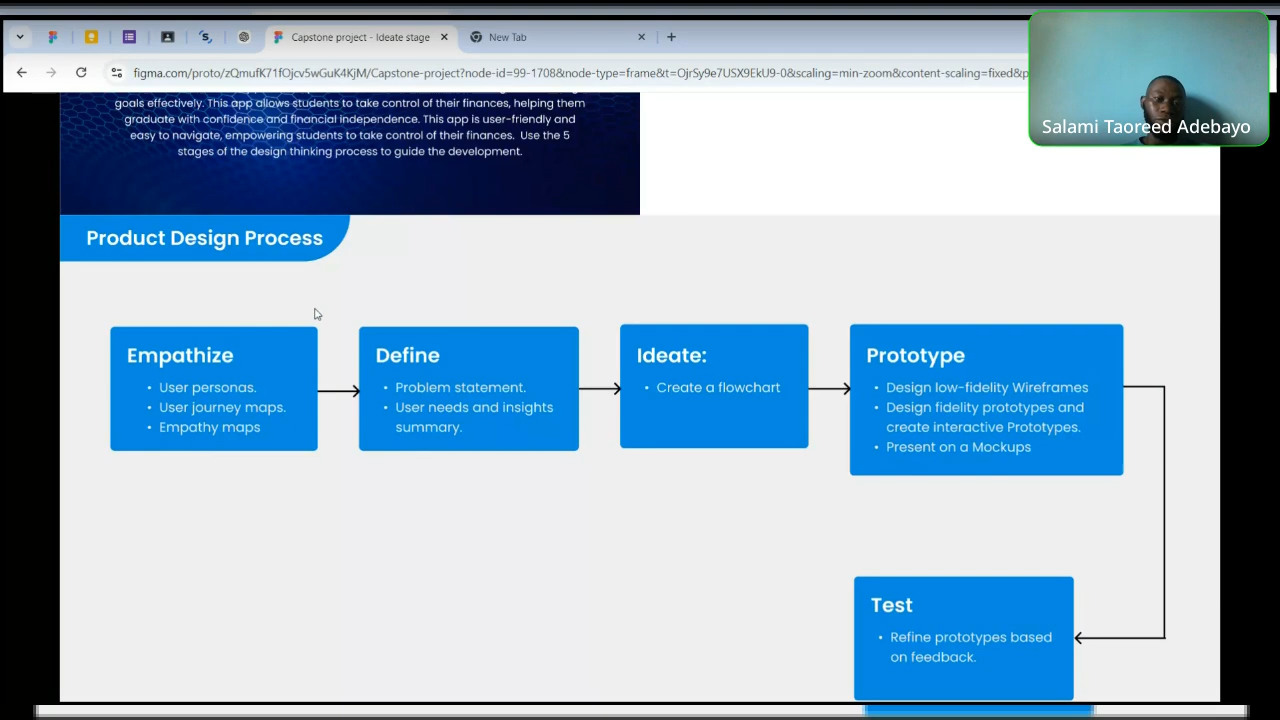 Capstone project - Ideate stage
New Tab
figma.com/proto/zQmufK71fOjcv5wGuK4KjM/Capstone-project?node-id=99-1708&node-type=frame&t=OjrSy9e7USX9EkU9-0&scaling=min-zoom&content-scaling=fixed&p
Salami Taoreed Adebayo
goals effectively. This app allows students to take control of their finances, helping them
graduate with confidence and financial independence. This app is user-friendly and
easy to navigate, empowering students to take control of their finances. Use the 5
stages of the design thinking process to guide the development.
Product Design Process
Empathize
• User personas.
• User journey maps.
• Empathy maps
Define
• Problem statement.
• User needs and insights
summary.
Ideate:
• Create a flowchart
Prototype
• Design low-fidelity Wireframes
• Design fidelity prototypes and
create interactive Prototypes.
• Present on a Mockups
Test
• Refine prototypes based
on feedback.